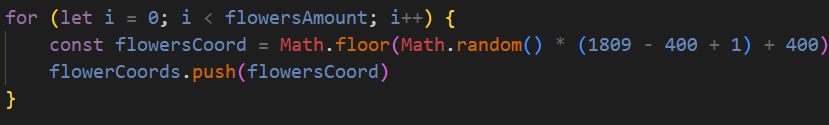 for (let i = 0; i < flowersAmount; i++) {
    const flowersCoord = Math.floor(Math.random() * (1809 - 400 + 1) + 400)
    flowerCoords.push(flowersCoord)
}